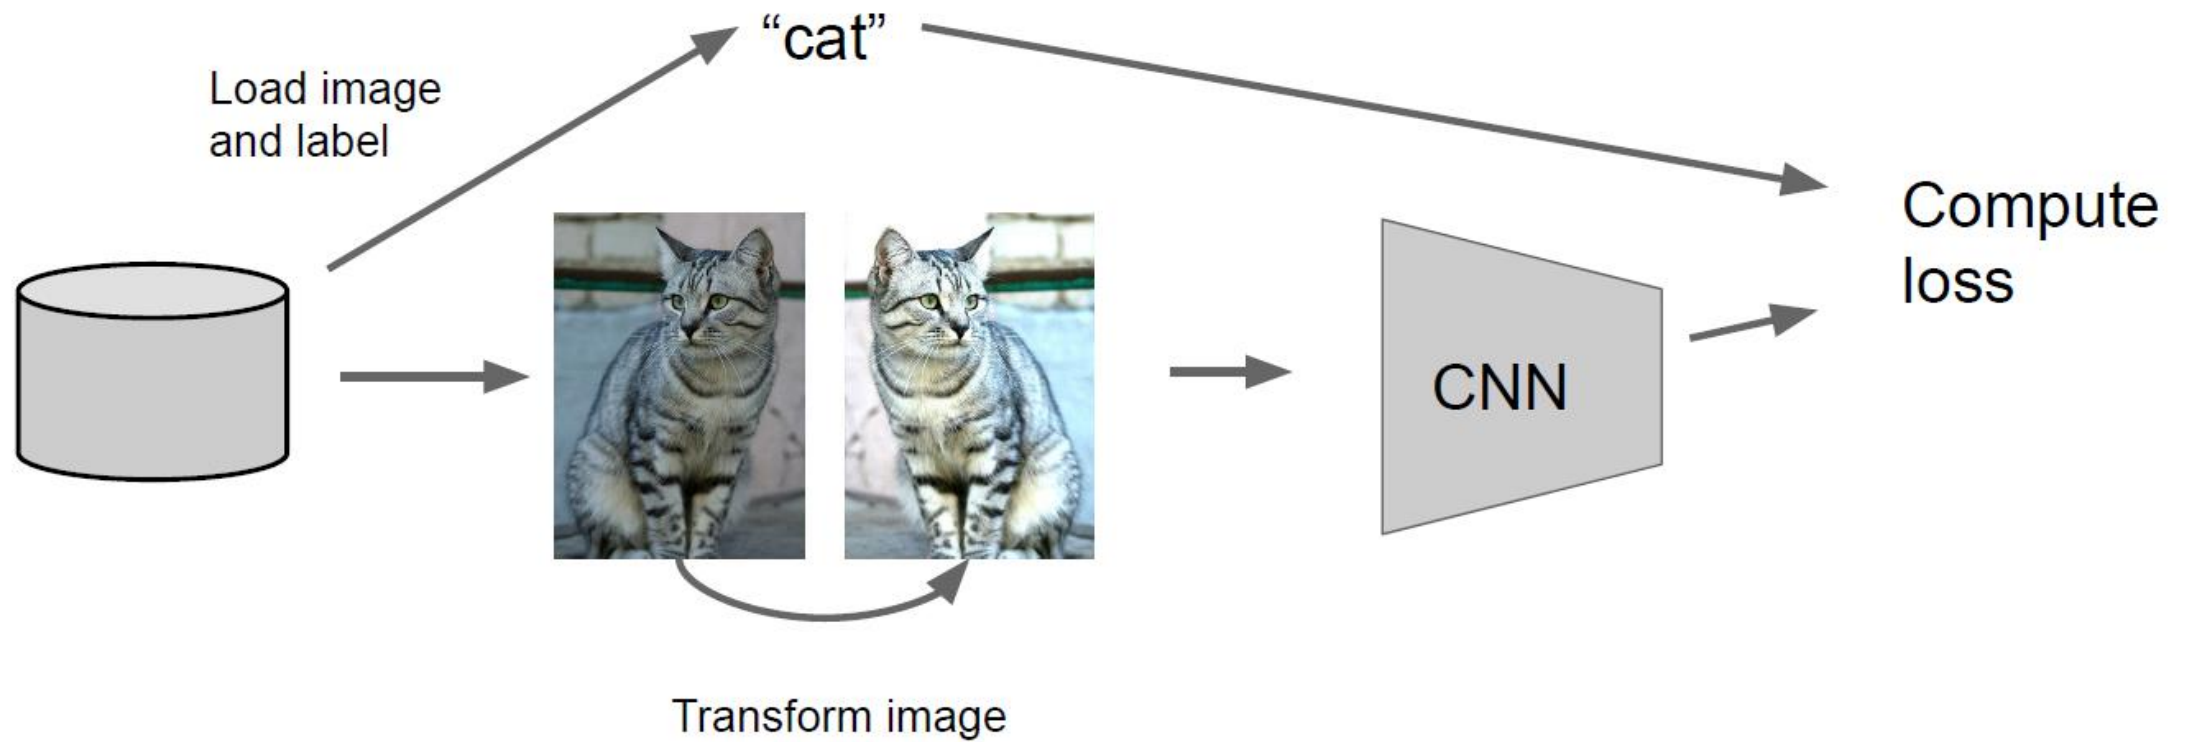 “cat”
Load image
and label
Compute
loss
CNN
Transform image